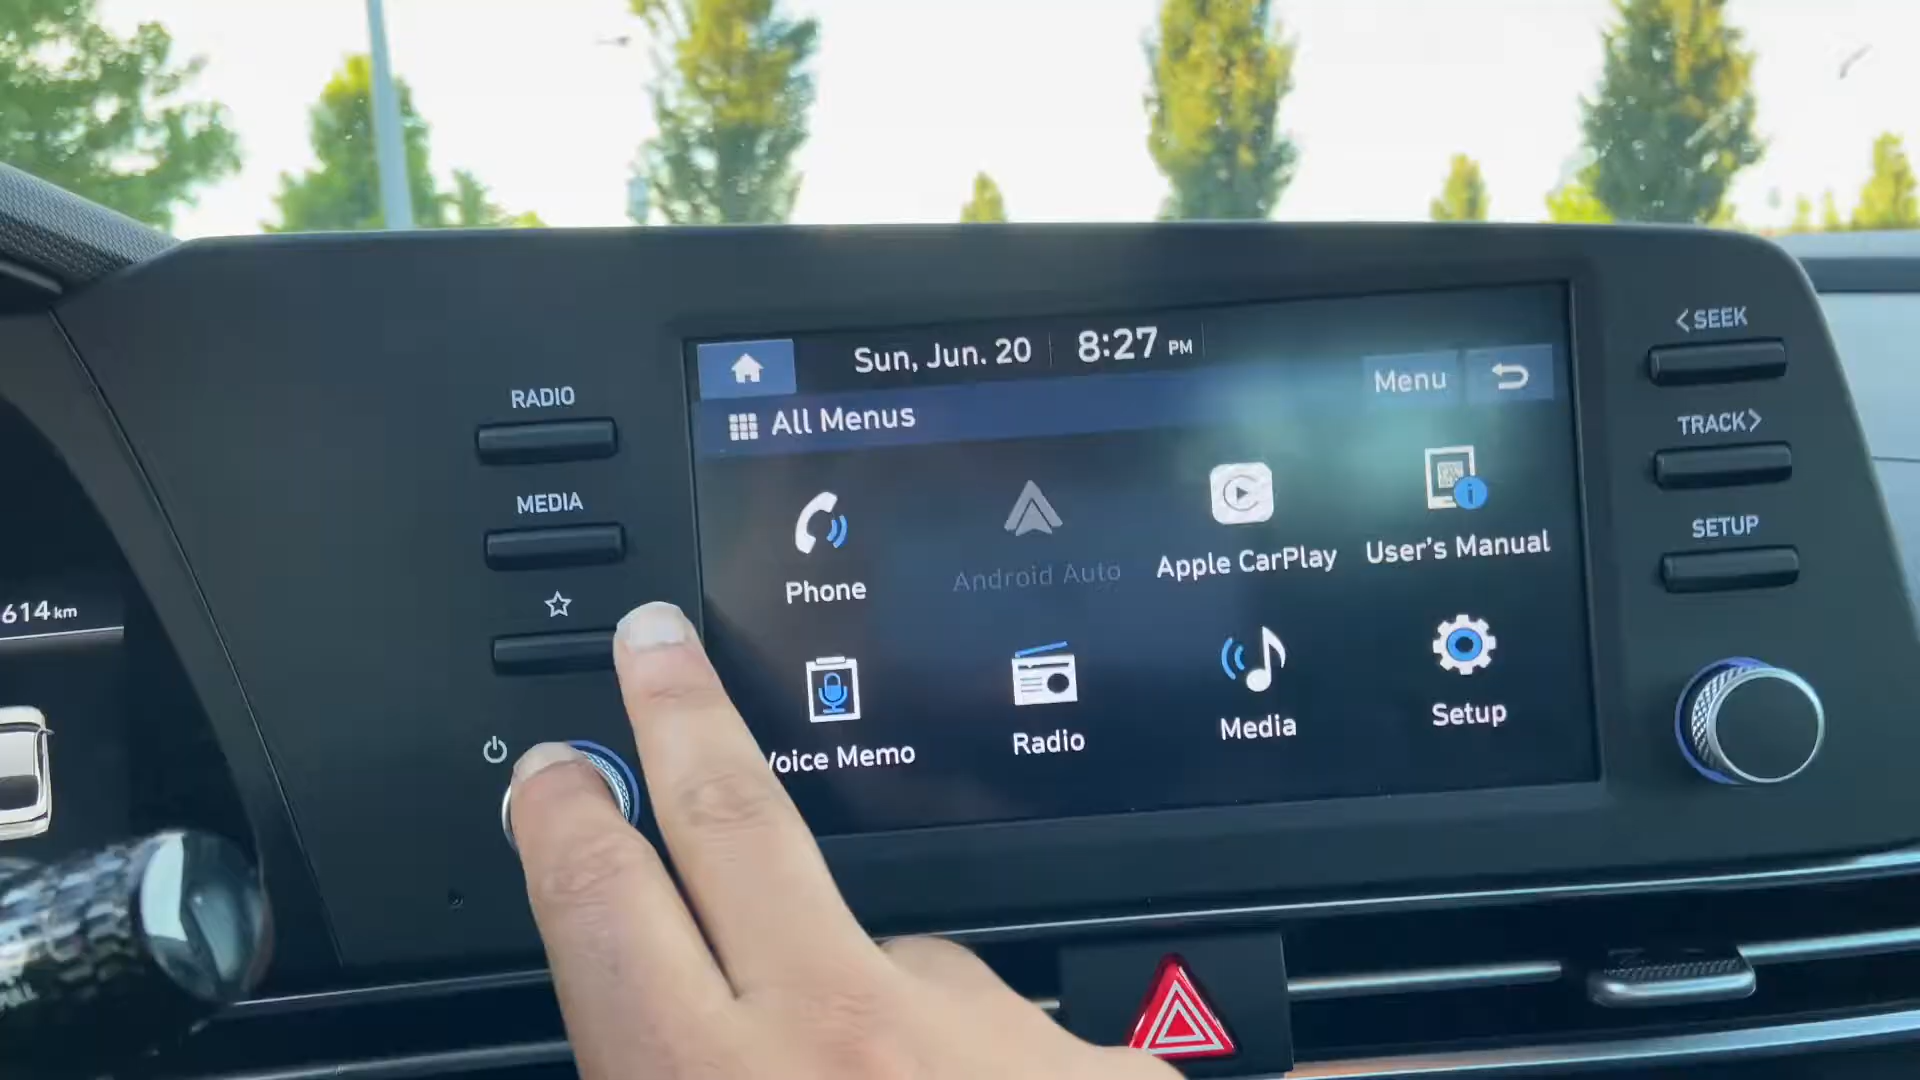 RADIO
MEDIA
614 km
Sun, Jun. 20
8:27 PM
All Menus
Menu
Phone
Android Auto
Apple CarPlay
User's Manual
Voice Memo
Radio
Media
Setup
<SEEK
TRACK>
SETUP